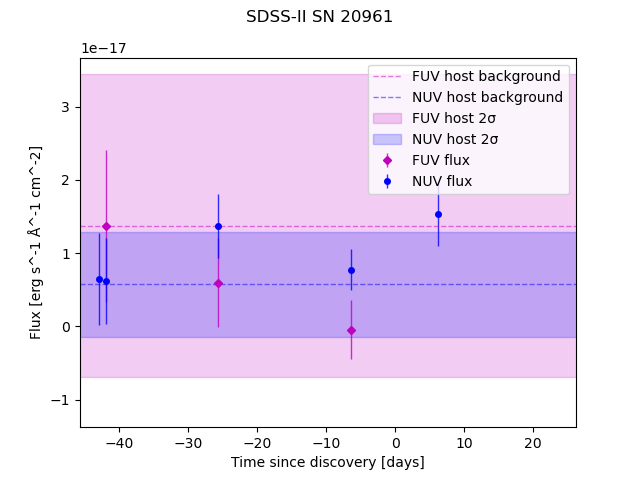 SDSS-II SN 20961
1e−17
FUV host background
NUV host background
FUV host 2σ
NUV host 2σ
FUV flux
NUV flux
3
2
1
0
−1
Flux [erg s^-1 Å^-1 cm^-2]
−40 −30 −20 −10 0 10 20
Time since discovery [days]